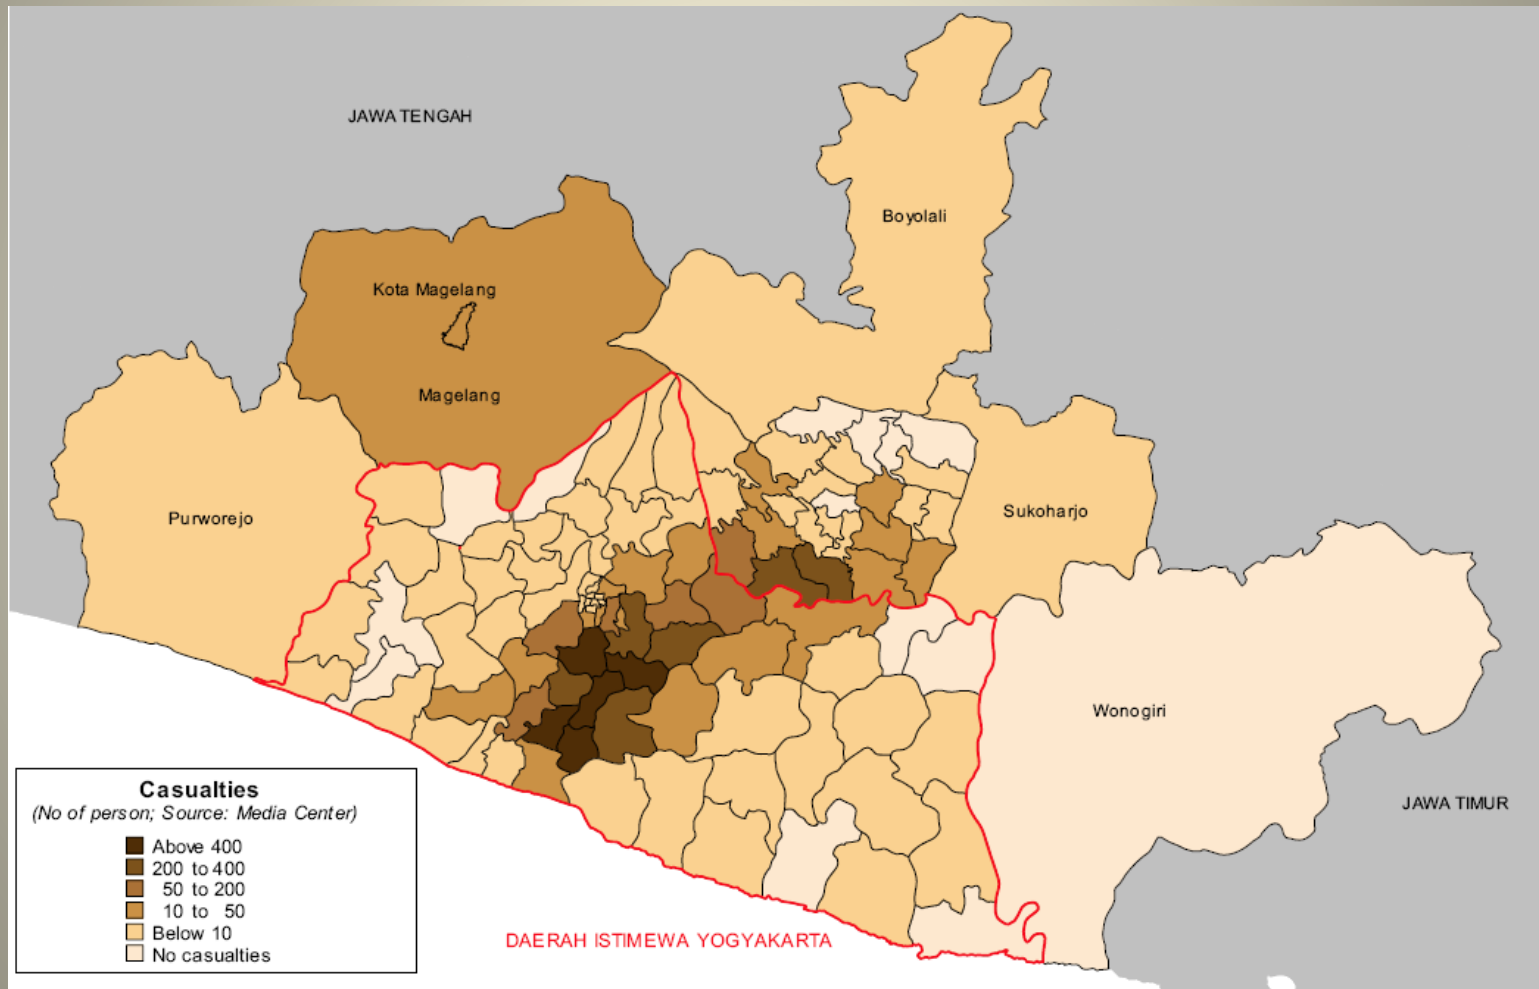 JAWA TENGAH
Boyolali
Kota Magelang
Magelang
Purworejo
Sukoharjo
Wonogiri
JAWA TIMUR
DAERAH ISTIMEWA YOGYAKARTA
Casualties
(No of person; Source: Media Center)
Above 400
200 to 400
50 to 200
10 to 50
Below 10
No casualties